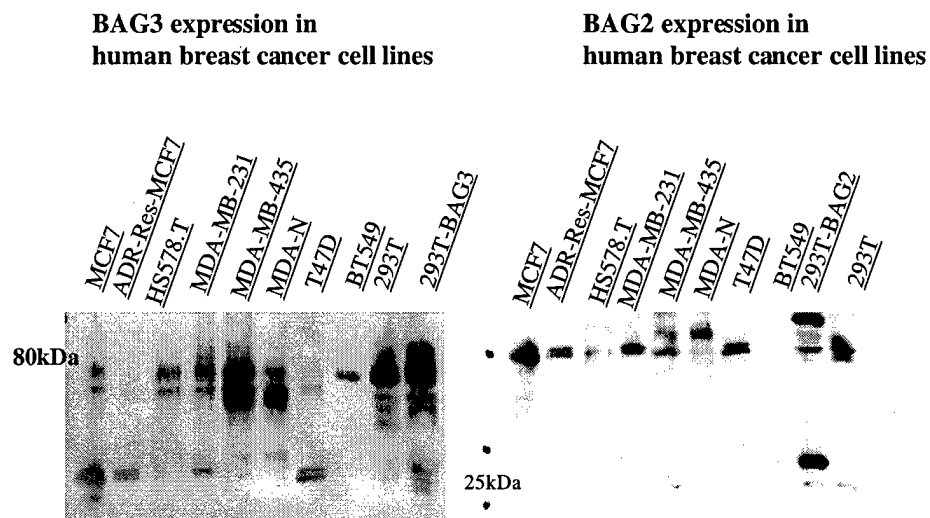 BAG3 expression in
human breast cancer cell lines
MCF7
ADR-Res-MCF7
HS578.T
MDA-MB-231
MDA-MB-435
MDA-N
T47D
BT549
293T
293T-BAG3
80kDa
BAG2 expression in
human breast cancer cell lines
MCF7
ADR-Res-MCF7
HS578.T
MDA-MB-231
MDA-MB-435
MDA-N
T47D
BT549
293T-BAG2
293T
25kDa